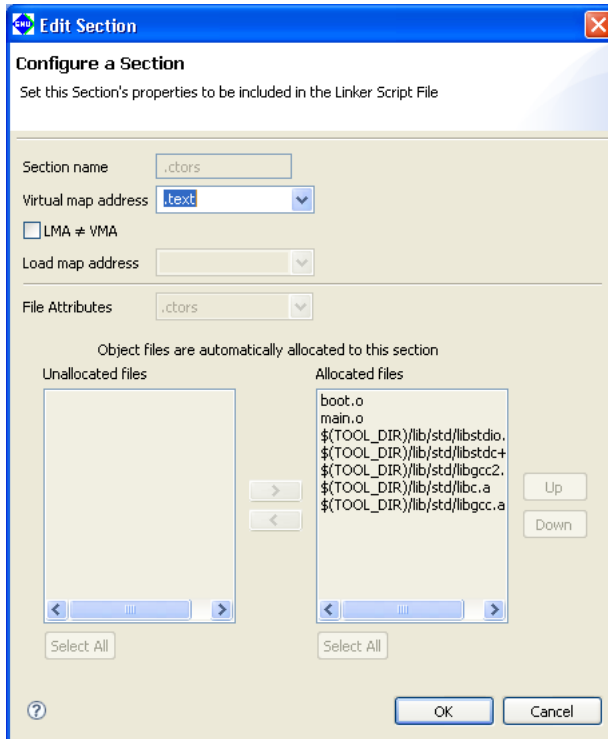 GNU Edit Section
Configure a Section
Set this Section's properties to be included in the Linker Script File
Section name .ctors
Virtual map address .text
LMA ≠ VMA
Load map address
File Attributes .ctors
Object files are automatically allocated to this section
Unallocated files Allocated files
boot.o
main.o
$(TOOL_DIR)/lib/std/libstdio.
$(TOOL_DIR)/lib/std/libstdc+
$(TOOL_DIR)/lib/std/libgcc2.
$(TOOL_DIR)/lib/std/libc.a
$(TOOL_DIR)/lib/std/libgcc.a
> Up
< Down
Select All Select All
? OK Cancel